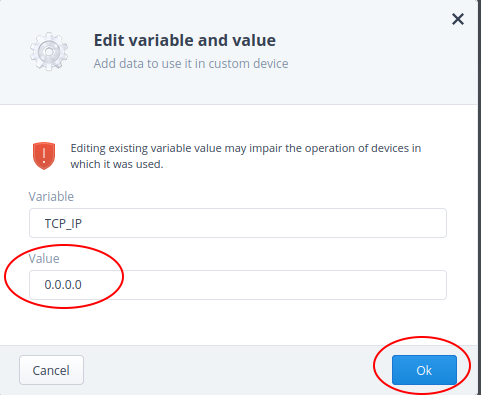 Edit variable and value
Add data to use it in custom device
Editing existing variable value may impair the operation of devices in
which it was used.
Variable
TCP_IP
Value
0.0.0.0
Cancel
Ok